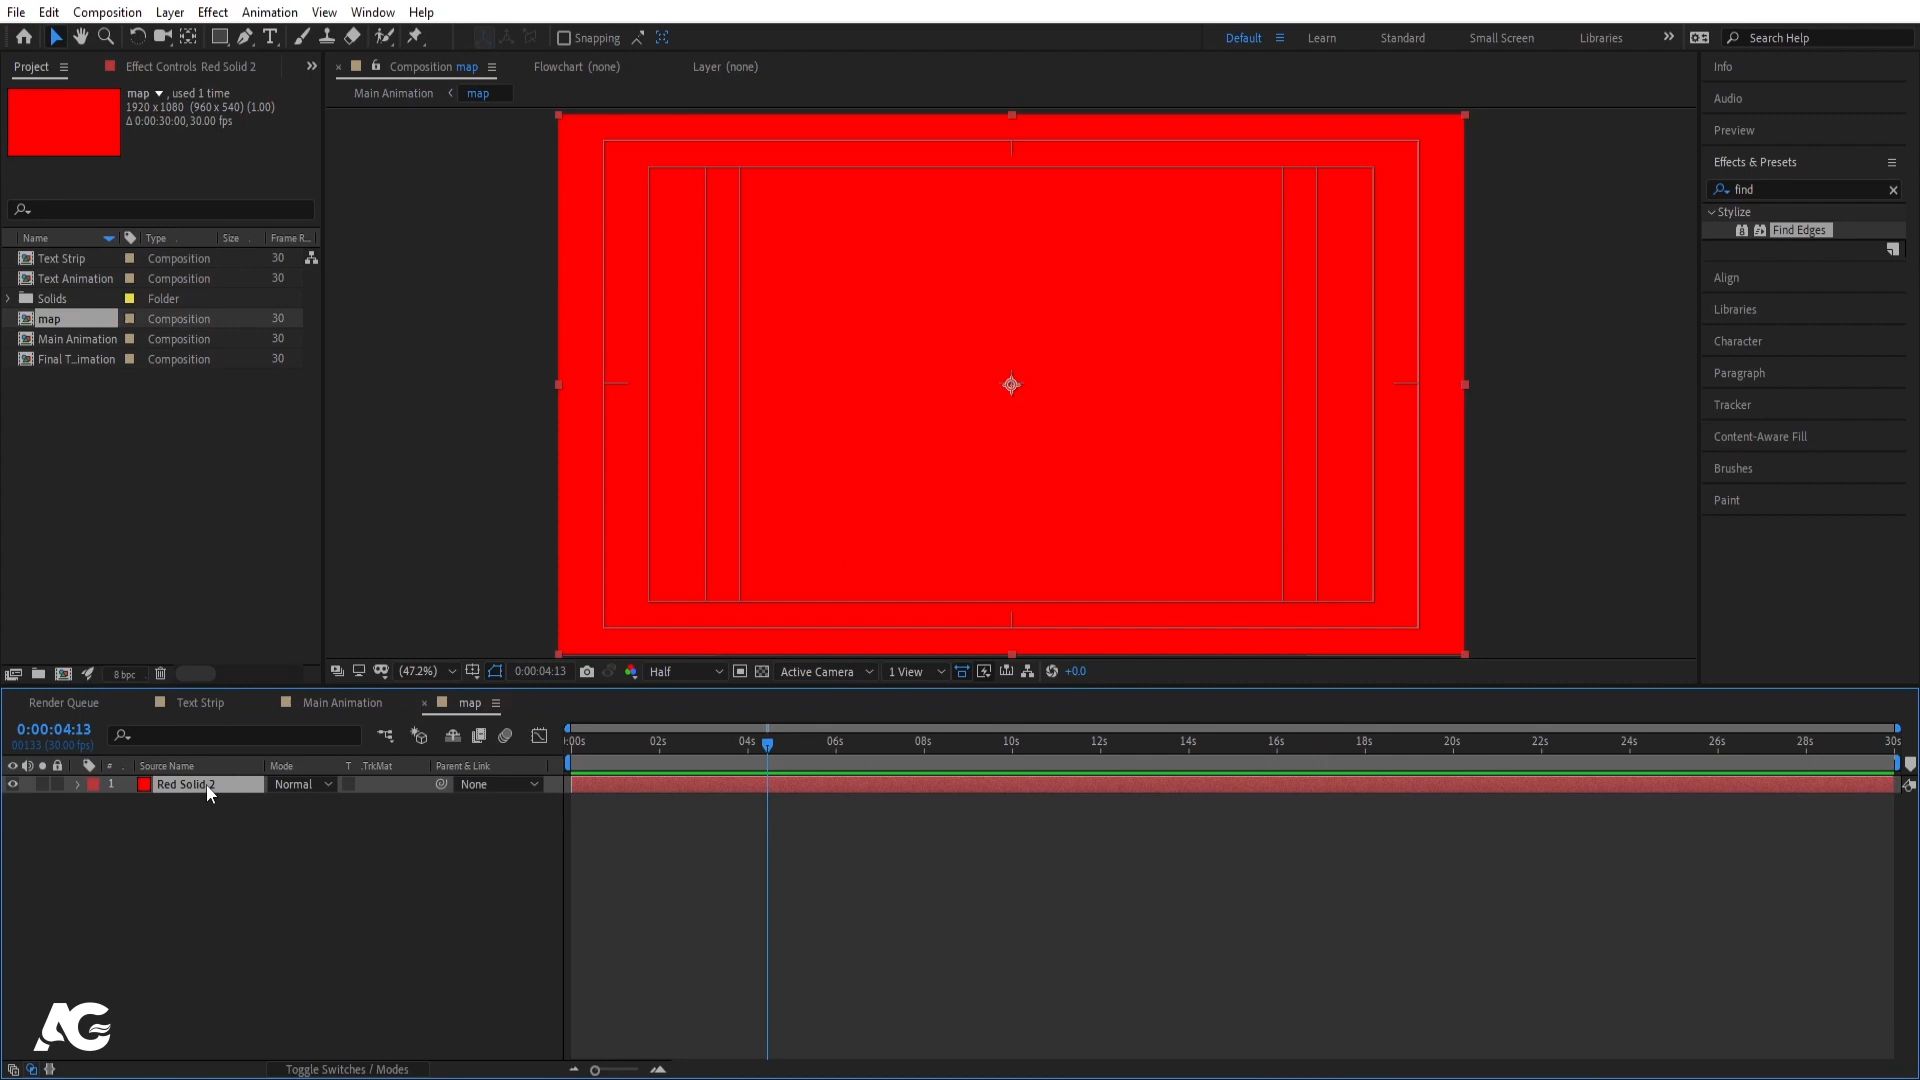 File Edit Composition Layer Effect Animation View Window Help
Snapping Default Learn Standard Small Screen Libraries Search Help
Project Effect Controls Red Solid 2
Composition map Flowchart (none) Layer (none)
Main Animation map
map , used 1 time
1920 x 1080 (960 x 540) (1.00)
Δ 0:00:30:00, 30.00 fps
Name Type Size Frame R...
Text Strip Composition 30
Text Animation Composition 30
Solids Folder
map Composition 30
Main Animation Composition 30
Final T...imation Composition 30
8 bpc
Info
Audio
Preview
Effects & Presets
find
Stylize
Find Edges
Align
Libraries
Character
Paragraph
Tracker
Content-Aware Fill
Brushes
Paint
(47.2%) 0:00:04:13 Half Active Camera 1 View +0.0
Render Queue Text Strip Main Animation map
0:00:04:13
00133 (30.00 fps)
:00s 02s 04s 06s 08s 10s 12s 14s 16s 18s 20s 22s 24s 26s 28s 30s
# Source Name Mode T .TrkMat Parent & Link
1 Red Solid 2 Normal None
AG
Toggle Switches / Modes